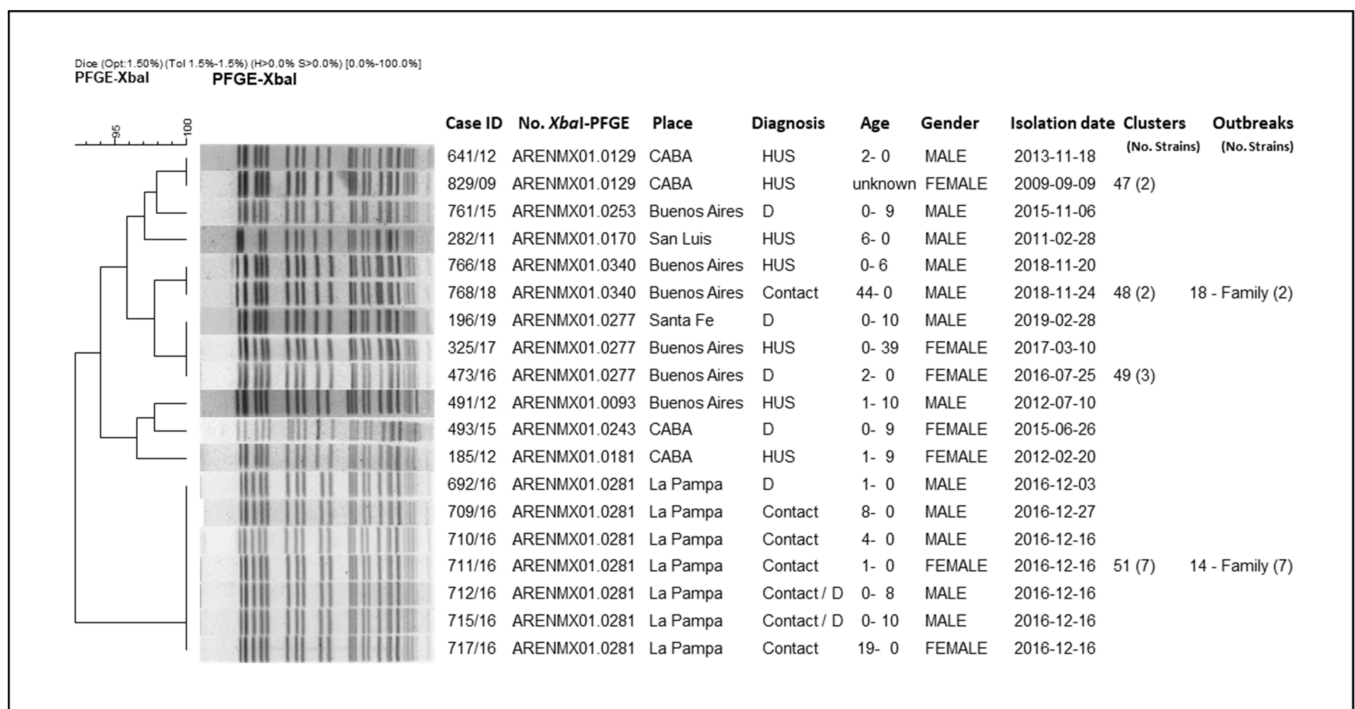 Dice (Opt:1.50%) (Tol 1.5%-1.5%) (H>0.0% S>0.0%) [0.0%-100.0%]
PFGE-XbaI PFGE-XbaI
95 100
Case ID No. XbaI-PFGE Place Diagnosis Age Gender Isolation date Clusters Outbreaks
(No. Strains) (No. Strains)
641/12 ARENMX01.0129 CABA HUS 2- 0 MALE 2013-11-18
829/09 ARENMX01.0129 CABA HUS unknown FEMALE 2009-09-09 47 (2)
761/15 ARENMX01.0253 Buenos Aires D 0- 9 MALE 2015-11-06
282/11 ARENMX01.0170 San Luis HUS 6- 0 MALE 2011-02-28
766/18 ARENMX01.0340 Buenos Aires HUS 0- 6 MALE 2018-11-20
768/18 ARENMX01.0340 Buenos Aires Contact 44- 0 MALE 2018-11-24 48 (2) 18 - Family (2)
196/19 ARENMX01.0277 Santa Fe D 0- 10 MALE 2019-02-28
325/17 ARENMX01.0277 Buenos Aires HUS 0- 39 FEMALE 2017-03-10
473/16 ARENMX01.0277 Buenos Aires D 2- 0 FEMALE 2016-07-25 49 (3)
491/12 ARENMX01.0093 Buenos Aires HUS 1- 10 MALE 2012-07-10
493/15 ARENMX01.0243 CABA D 0- 9 FEMALE 2015-06-26
185/12 ARENMX01.0181 CABA HUS 1- 9 FEMALE 2012-02-20
692/16 ARENMX01.0281 La Pampa D 1- 0 MALE 2016-12-03
709/16 ARENMX01.0281 La Pampa Contact 8- 0 MALE 2016-12-27
710/16 ARENMX01.0281 La Pampa Contact 4- 0 MALE 2016-12-16
711/16 ARENMX01.0281 La Pampa Contact 1- 0 FEMALE 2016-12-16 51 (7) 14 - Family (7)
712/16 ARENMX01.0281 La Pampa Contact / D 0- 8 MALE 2016-12-16
715/16 ARENMX01.0281 La Pampa Contact / D 0- 10 MALE 2016-12-16
717/16 ARENMX01.0281 La Pampa Contact 19- 0 FEMALE 2016-12-16